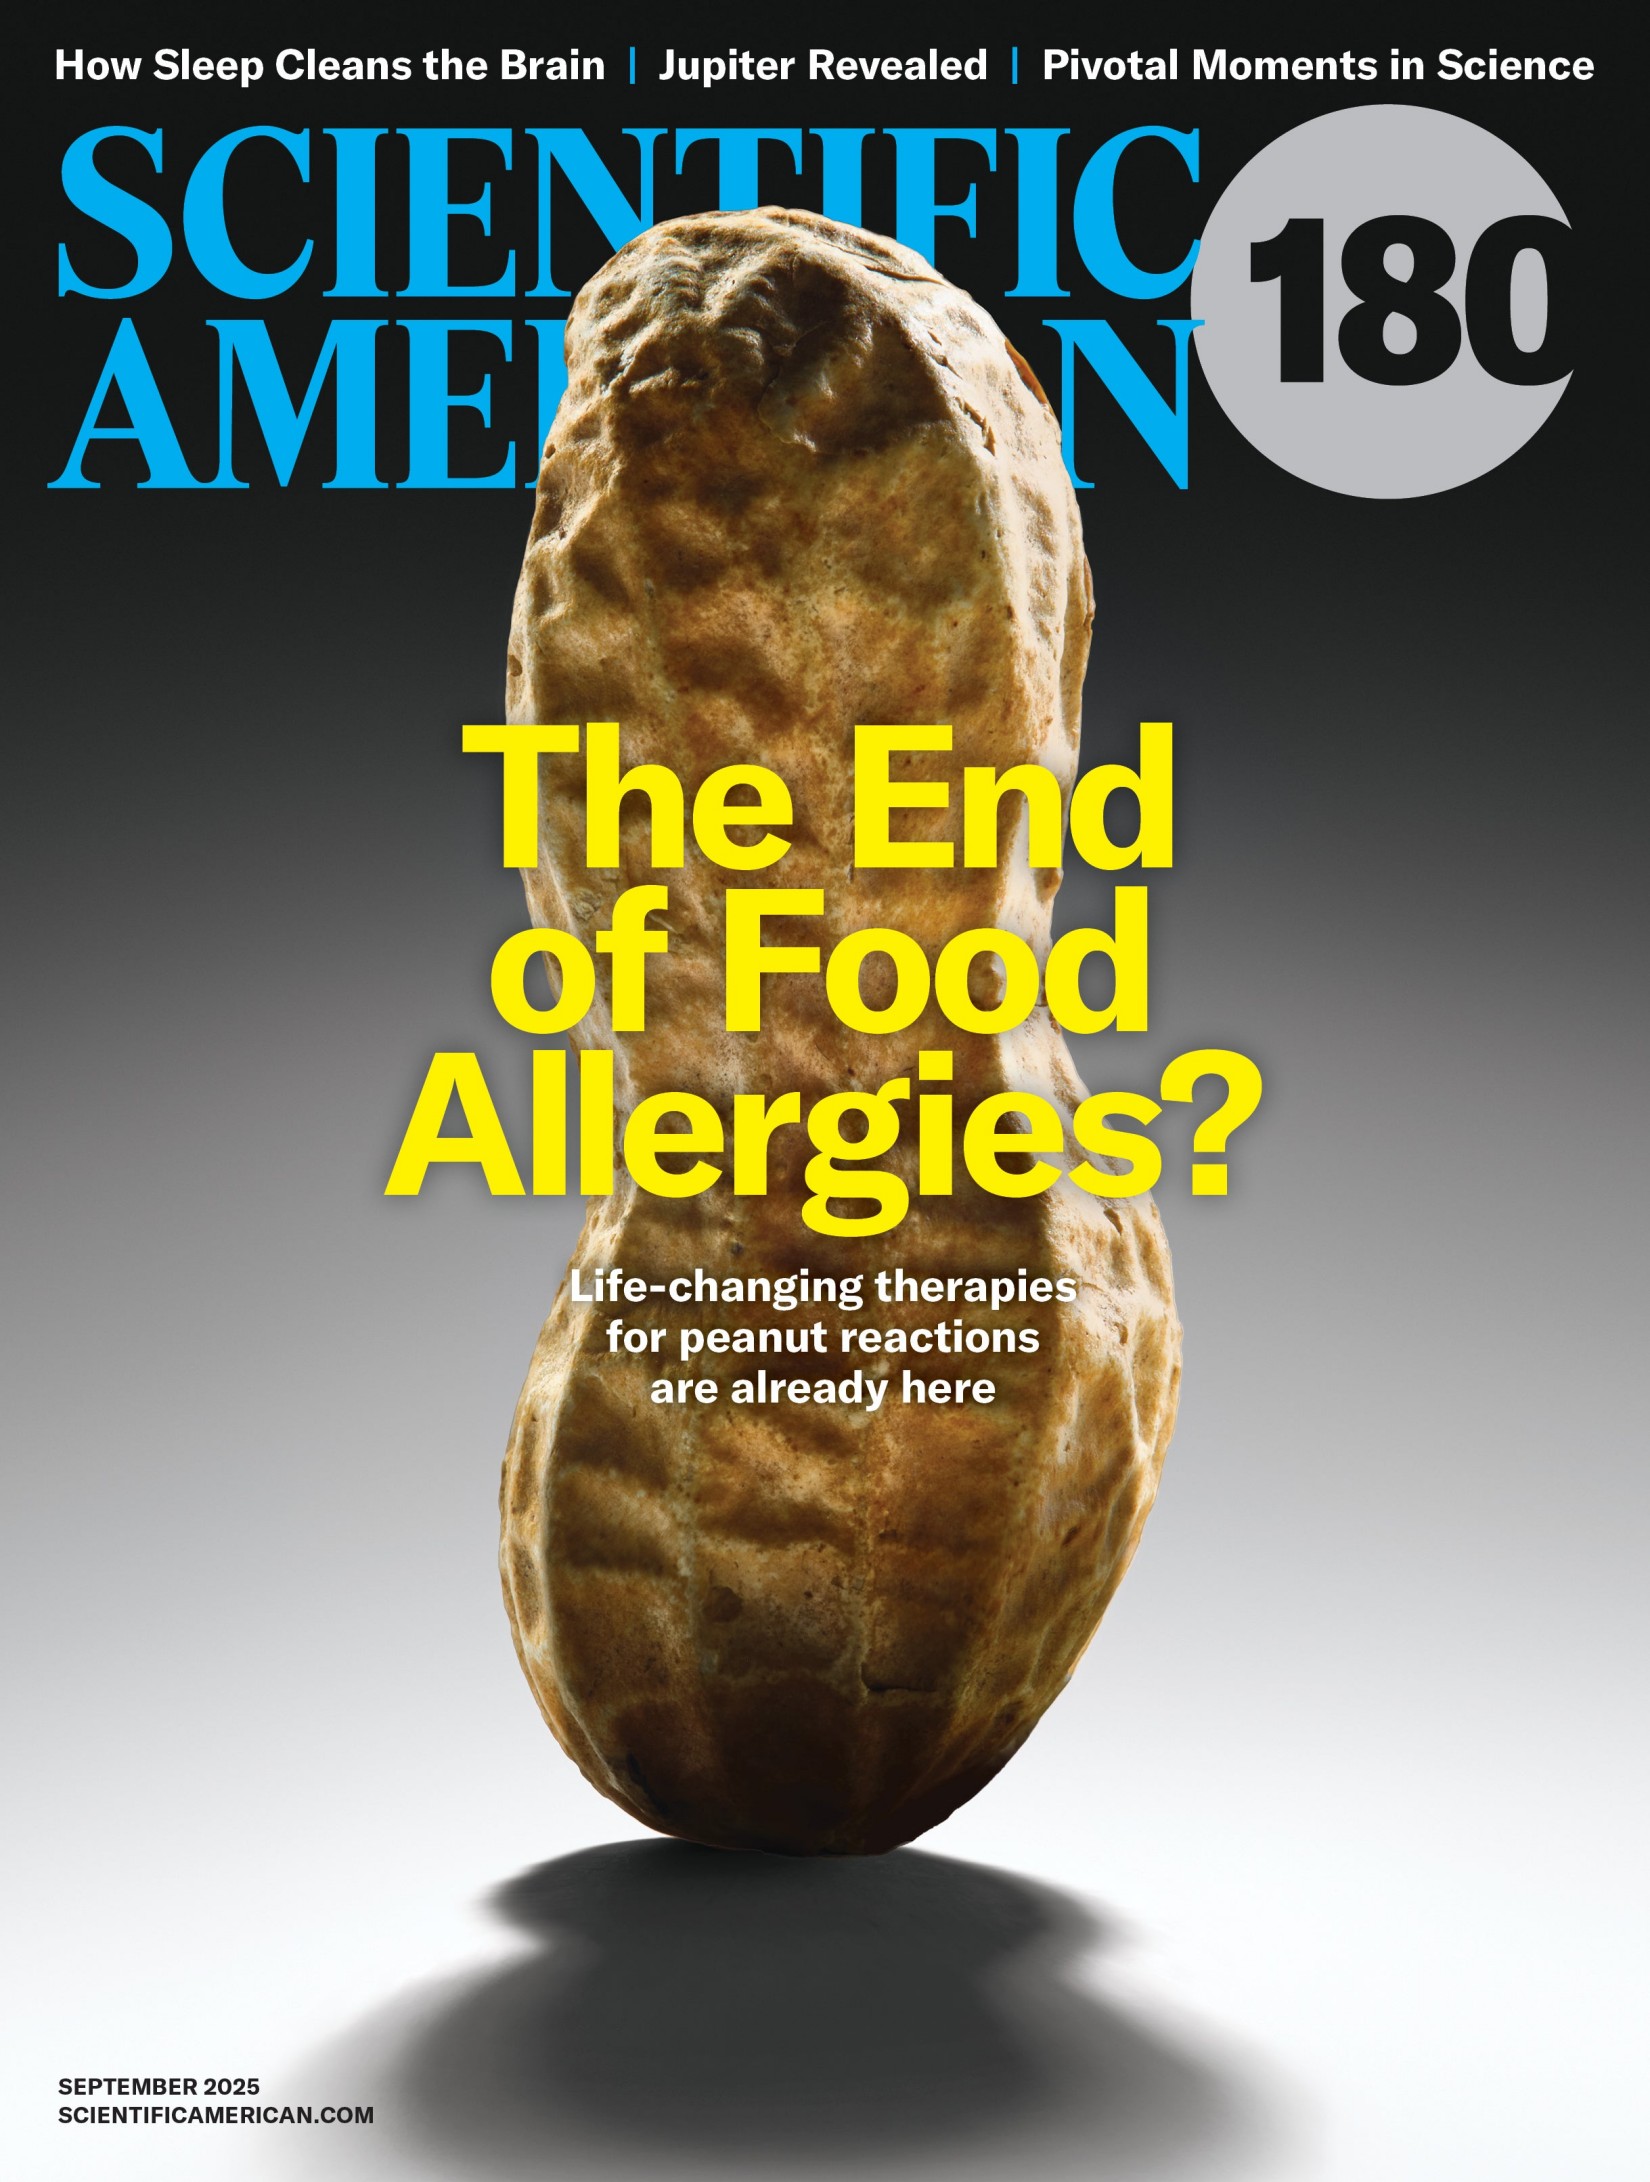 How Sleep Cleans the Brain | Jupiter Revealed | Pivotal Moments in Science
SCIENTIFIC
AMERICAN
180
The End
of Food
Allergies?
Life-changing therapies
for peanut reactions
are already here
SEPTEMBER 2025
SCIENTIFICAMERICAN.COM